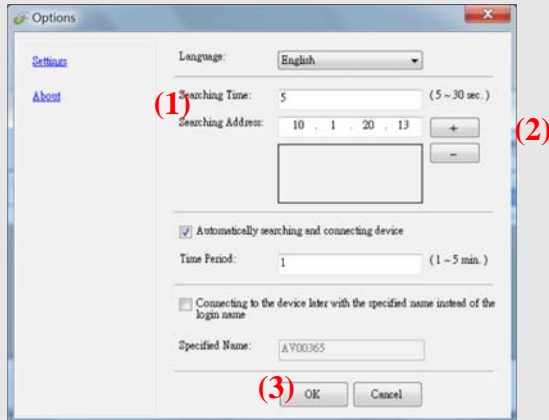 Options
Settings
About
Language: English
(1)
Searching Time: 5 (5 ~ 30 sec. )
Searching Address: 10 . 1 . 20 . 13 +
(2)
−
Automatically searching and connecting device
Time Period: 1 (1 ~ 5 min. )
Connecting to the device later with the specified name instead of the
login name
Specified Name: AV00365
(3) OK Cancel